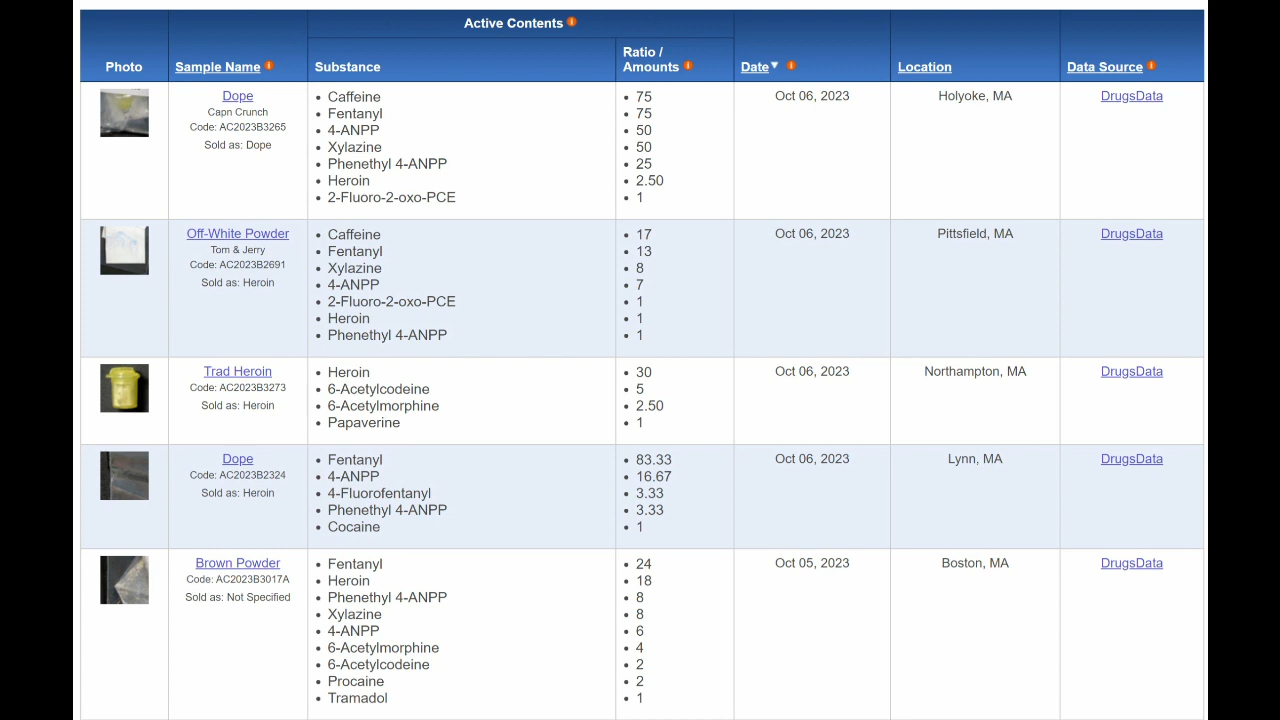 Active Contents
Photo Sample Name Substance Ratio / Amounts Date▼ Location Data Source
Dope
Capn Crunch
Code: AC2023B3265
Sold as: Dope
• Caffeine • 75
• Fentanyl • 75
• 4-ANPP • 50
• Xylazine • 50
• Phenethyl 4-ANPP • 25
• Heroin • 2.50
• 2-Fluoro-2-oxo-PCE • 1
Oct 06, 2023 Holyoke, MA DrugsData
Off-White Powder
Tom & Jerry
Code: AC2023B2691
Sold as: Heroin
• Caffeine • 17
• Fentanyl • 13
• Xylazine • 8
• 4-ANPP • 7
• 2-Fluoro-2-oxo-PCE • 1
• Heroin • 1
• Phenethyl 4-ANPP • 1
Oct 06, 2023 Pittsfield, MA DrugsData
Trad Heroin
Code: AC2023B3273
Sold as: Heroin
• Heroin • 30
• 6-Acetylcodeine • 5
• 6-Acetylmorphine • 2.50
• Papaverine • 1
Oct 06, 2023 Northampton, MA DrugsData
Dope
Code: AC2023B2324
Sold as: Heroin
• Fentanyl • 83.33
• 4-ANPP • 16.67
• 4-Fluorofentanyl • 3.33
• Phenethyl 4-ANPP • 3.33
• Cocaine • 1
Oct 06, 2023 Lynn, MA DrugsData
Brown Powder
Code: AC2023B3017A
Sold as: Not Specified
• Fentanyl • 24
• Heroin • 18
• Phenethyl 4-ANPP • 8
• Xylazine • 8
• 4-ANPP • 6
• 6-Acetylmorphine • 4
• 6-Acetylcodeine • 2
• Procaine • 2
• Tramadol • 1
Oct 05, 2023 Boston, MA DrugsData